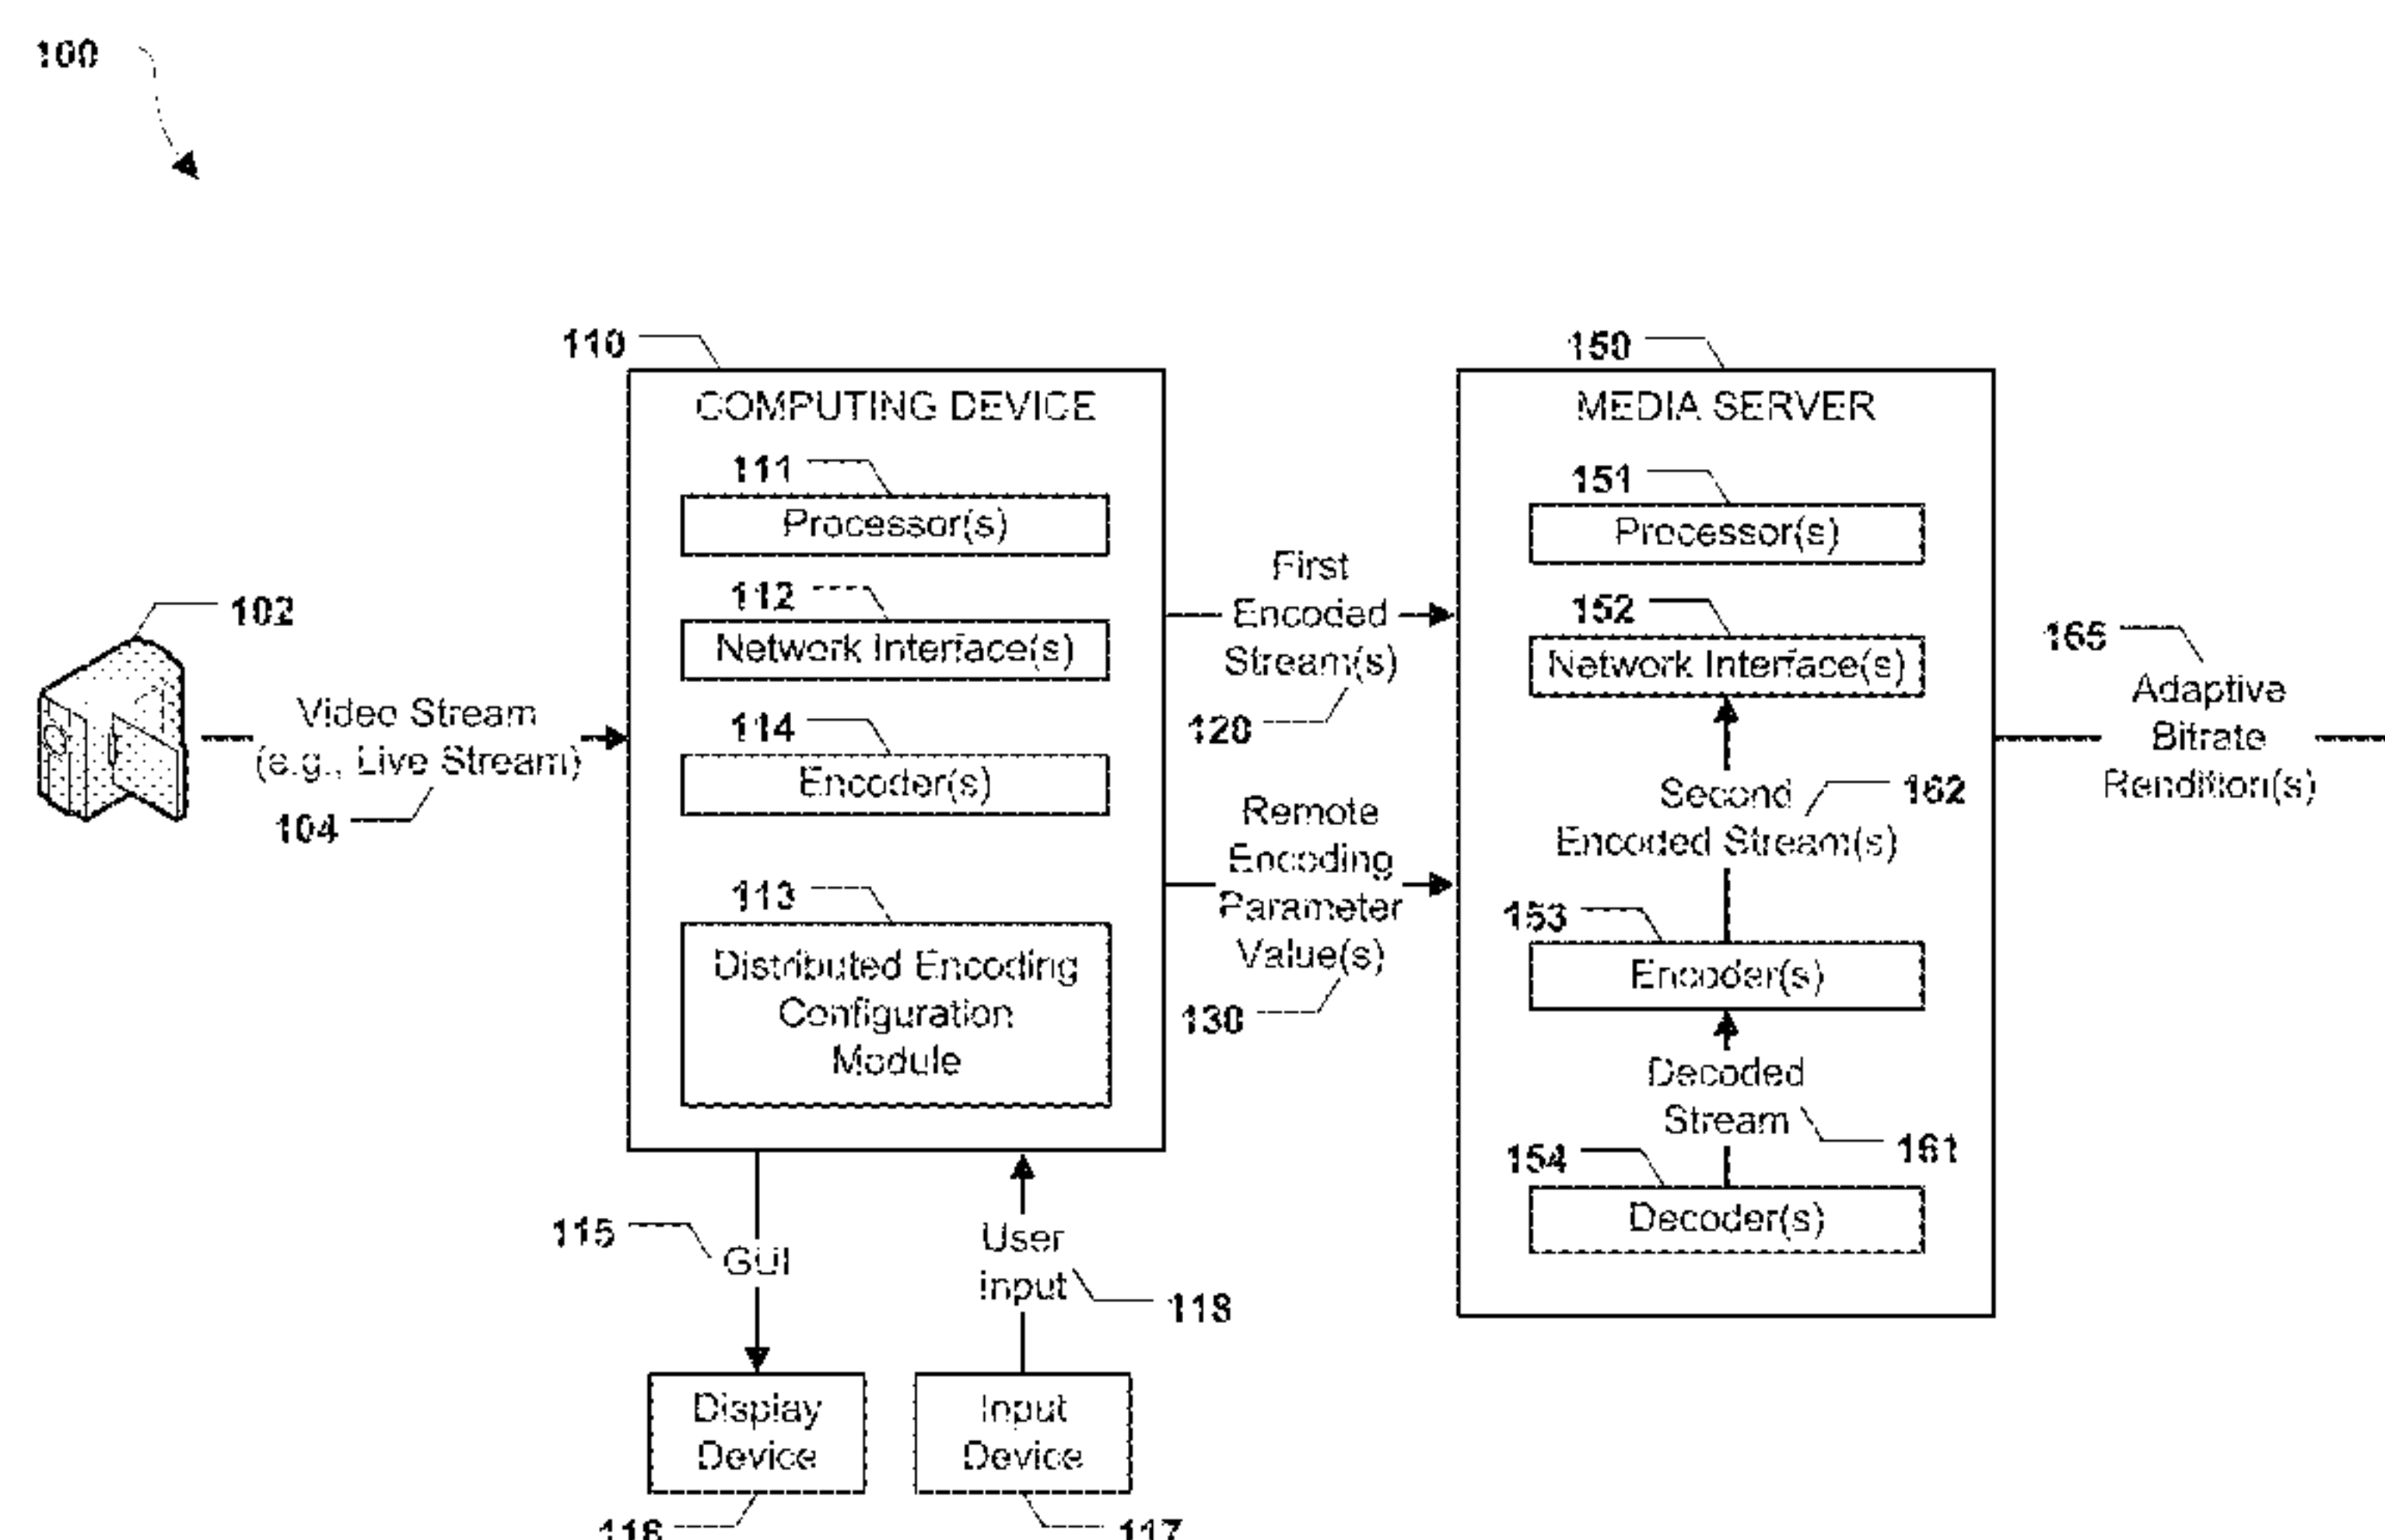 100
110
COMPUTING DEVICE
111
Processor(s)
112
Network Interface(s)
114
Encoder(s)
113
Distributed Encoding
Configuration
Module
102
Video Stream
(e.g., Live Stream)
104
First
Encoded
Stream(s)
120
Remote
Encoding
Parameter
Value(s)
130
150
MEDIA SERVER
151
Processor(s)
152
Network Interface(s)
Second
Encoded Stream(s)
162
153
Encoder(s)
Decoded
Stream
161
154
Decoder(s)
165
Adaptive
Bitrate
Rendition(s)
115
GUI
User
input
118
Display
Device
116
Input
Device
117